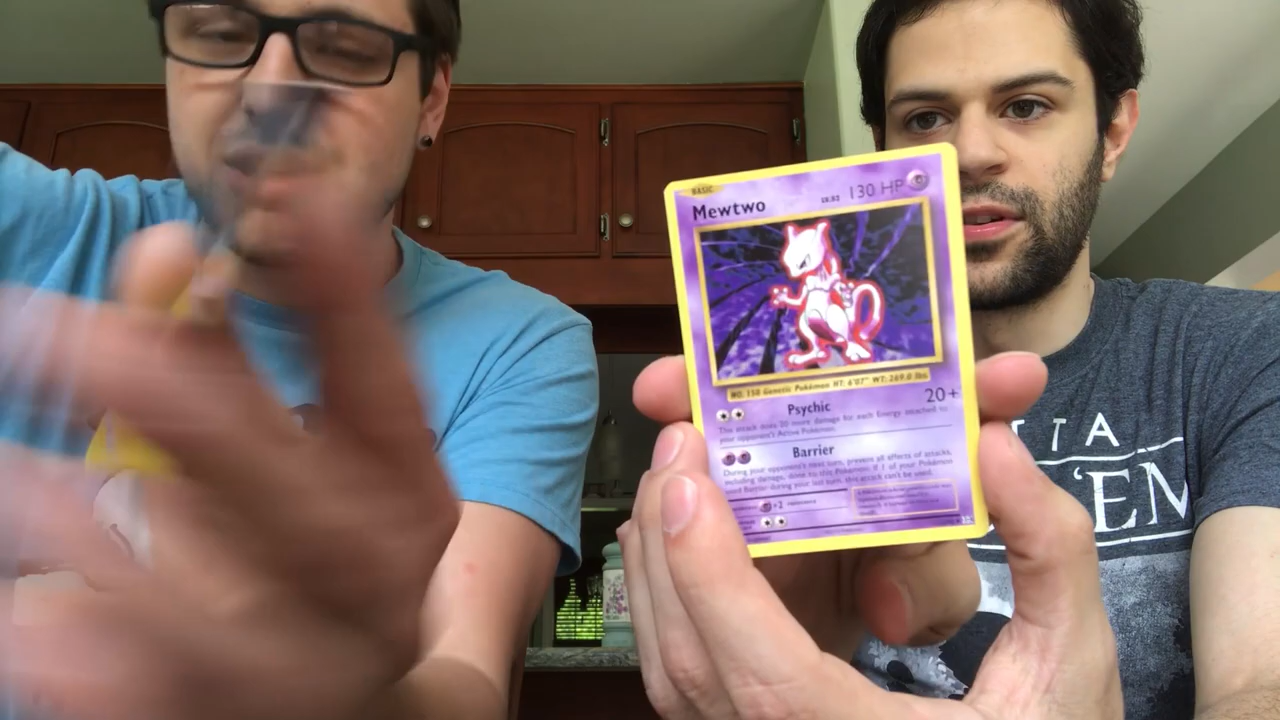 BASIC
Mewtwo
LV.53 130 HP
NO. 150 Genetic Pokémon HT: 6'07" WT: 269.0 lbs
Psychic 20+
This attack does 20 more damage for each Energy attached to
your opponent's Active Pokémon.
Barrier
During your opponent's next turn, prevent all effects of attacks,
including damage, done to this Pokémon. If 1 of your Pokémon
used Barrier during your last turn, this attack can't be used.
×2
TA
'EM